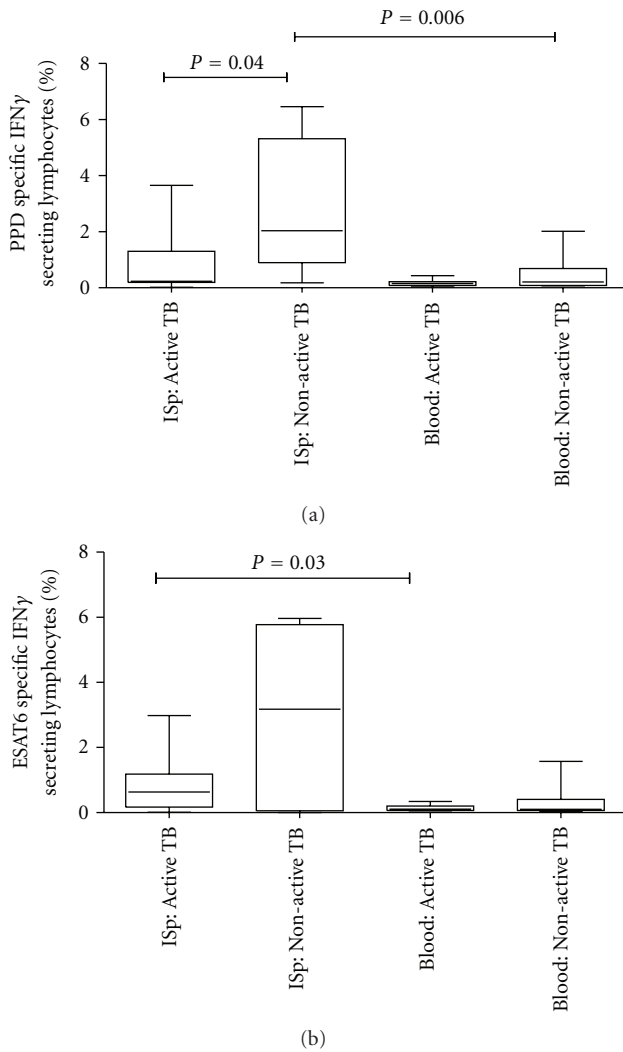 P = 0.006
P = 0.04
8
6
4
2
0
PPD specific IFNγ
secreting lymphocytes (%)
ISp: Active TB
ISp: Non-active TB
Blood: Active TB
Blood: Non-active TB
(a)
P = 0.03
8
6
4
2
0
ESAT6 specific IFNγ
secreting lymphocytes (%)
ISp: Active TB
ISp: Non-active TB
Blood: Active TB
Blood: Non-active TB
(b)